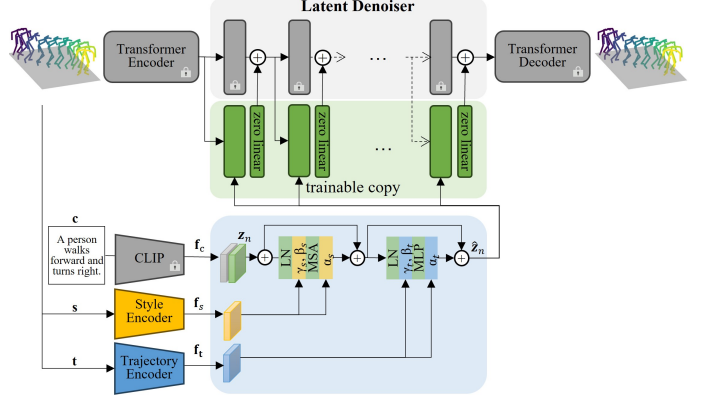 Latent Denoiser
Transformer
Encoder
...
Transformer
Decoder
zero linear
zero linear
...
zero linear
trainable copy
c
A person
walks
forward and
turns right.
CLIP
f_c
z_n
LN
γ_s, β_s
MSA
α_s
LN
γ_t, β_t
MLP
α_t
ẑ_n
s
Style
Encoder
f_s
t
Trajectory
Encoder
f_t